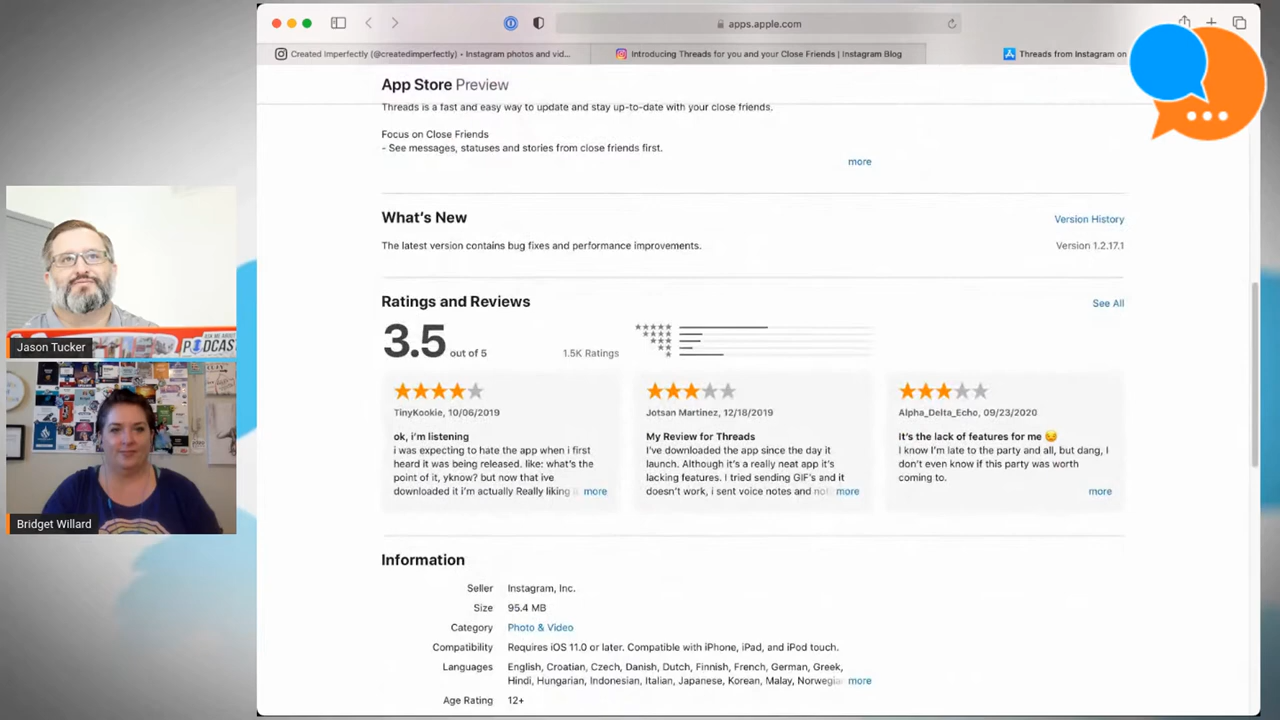 apps.apple.com
Created Imperfectly (@createdimperfectly) • Instagram photos and vid...
Introducing Threads for you and your Close Friends | Instagram Blog
Threads from Instagram on
App Store Preview
Threads is a fast and easy way to update and stay up-to-date with your close friends.
Focus on Close Friends
- See messages, statuses and stories from close friends first.
more
What's New
Version History
The latest version contains bug fixes and performance improvements.
Version 1.2.17.1
Ratings and Reviews
See All
3.5 out of 5
1.5K Ratings
TinyKookie, 10/06/2019
ok, i'm listening
i was expecting to hate the app when i first
heard it was being released. like: what's the
point of it, yknow? but now that ive
downloaded it i'm actually Really liking
more
Jotsan Martinez, 12/18/2019
My Review for Threads
I've downloaded the app since the day it
launch. Although it's a really neat app it's
lacking features. I tried sending GIF's and it
doesn't work, i sent voice notes and
more
Alpha_Delta_Echo, 09/23/2020
It's the lack of features for me 😔
I know I'm late to the party and all, but dang, I
don't even know if this party was worth
coming to.
more
Information
Seller Instagram, Inc.
Size 95.4 MB
Category Photo & Video
Compatibility Requires iOS 11.0 or later. Compatible with iPhone, iPad, and iPod touch.
Languages English, Croatian, Czech, Danish, Dutch, Finnish, French, German, Greek,
Hindi, Hungarian, Indonesian, Italian, Japanese, Korean, Malay, Norwegian
more
Age Rating 12+
ASK ME ABOUT
PODCAST
Jason Tucker
Bridget Willard